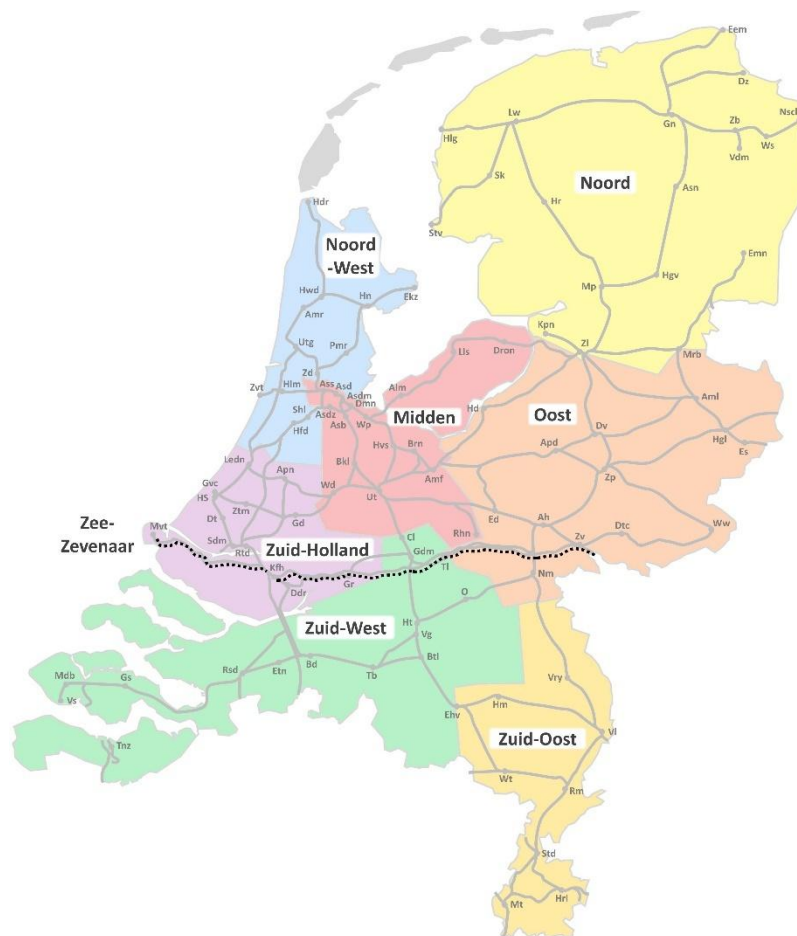 Eem
Dz
Nsch
Lw
Gn
Zb
Hlg
Ws
Vdm
Sk
Noord
Asn
Hdr
Hr
Stv
Noord
-West
Emn
Hwd
Hn
Ekz
Mp
Hgv
Amr
Kpn
Utg
Pmr
Lls
Dron
Zl
Mrb
Zd
Ass
Zvt
Hlm
Asd
Asdm
Dmn
Alm
Aml
Shl
Asdz
Asb
Wp
Midden
Hd
Oost
Hfd
Dv
Hgl
Hvs
Brn
Apd
Es
Ledn
Bkl
Amf
Zp
Apn
Gvc
HS
Wd
Ut
Zee-
Zevenaar
Mvt
Dt
Ztm
Gd
Ed
Ah
Ww
Sdm
Rtd
Zuid-Holland
Cl
Rhn
Zv
Dtc
Kfh
Gdm
Tl
Nm
Ddr
Gr
O
Zuid-West
Ht
Vg
Rsd
Etn
Bd
Tb
Btl
Mdb
Gs
Vry
Vs
Ehv
Hm
Tnz
Zuid-Oost
Vl
Wt
Rm
Std
Mt
Hrl